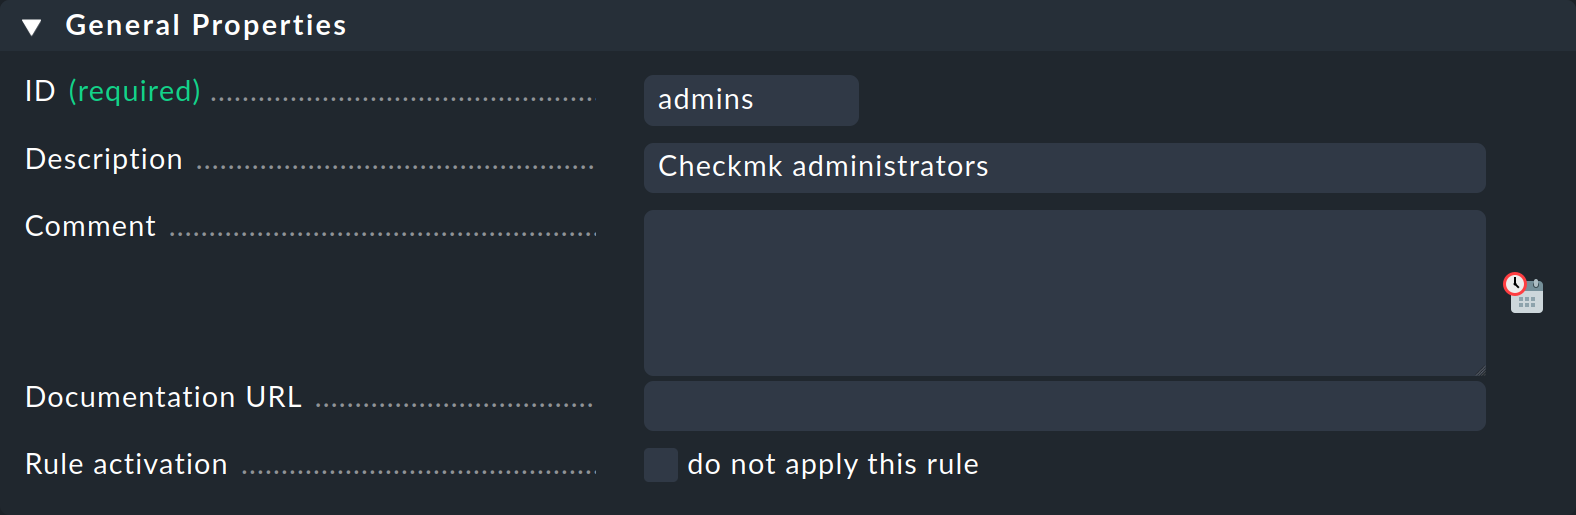 General Properties
ID (required)
admins
Description
Checkmk administrators
Comment
Documentation URL
Rule activation
do not apply this rule